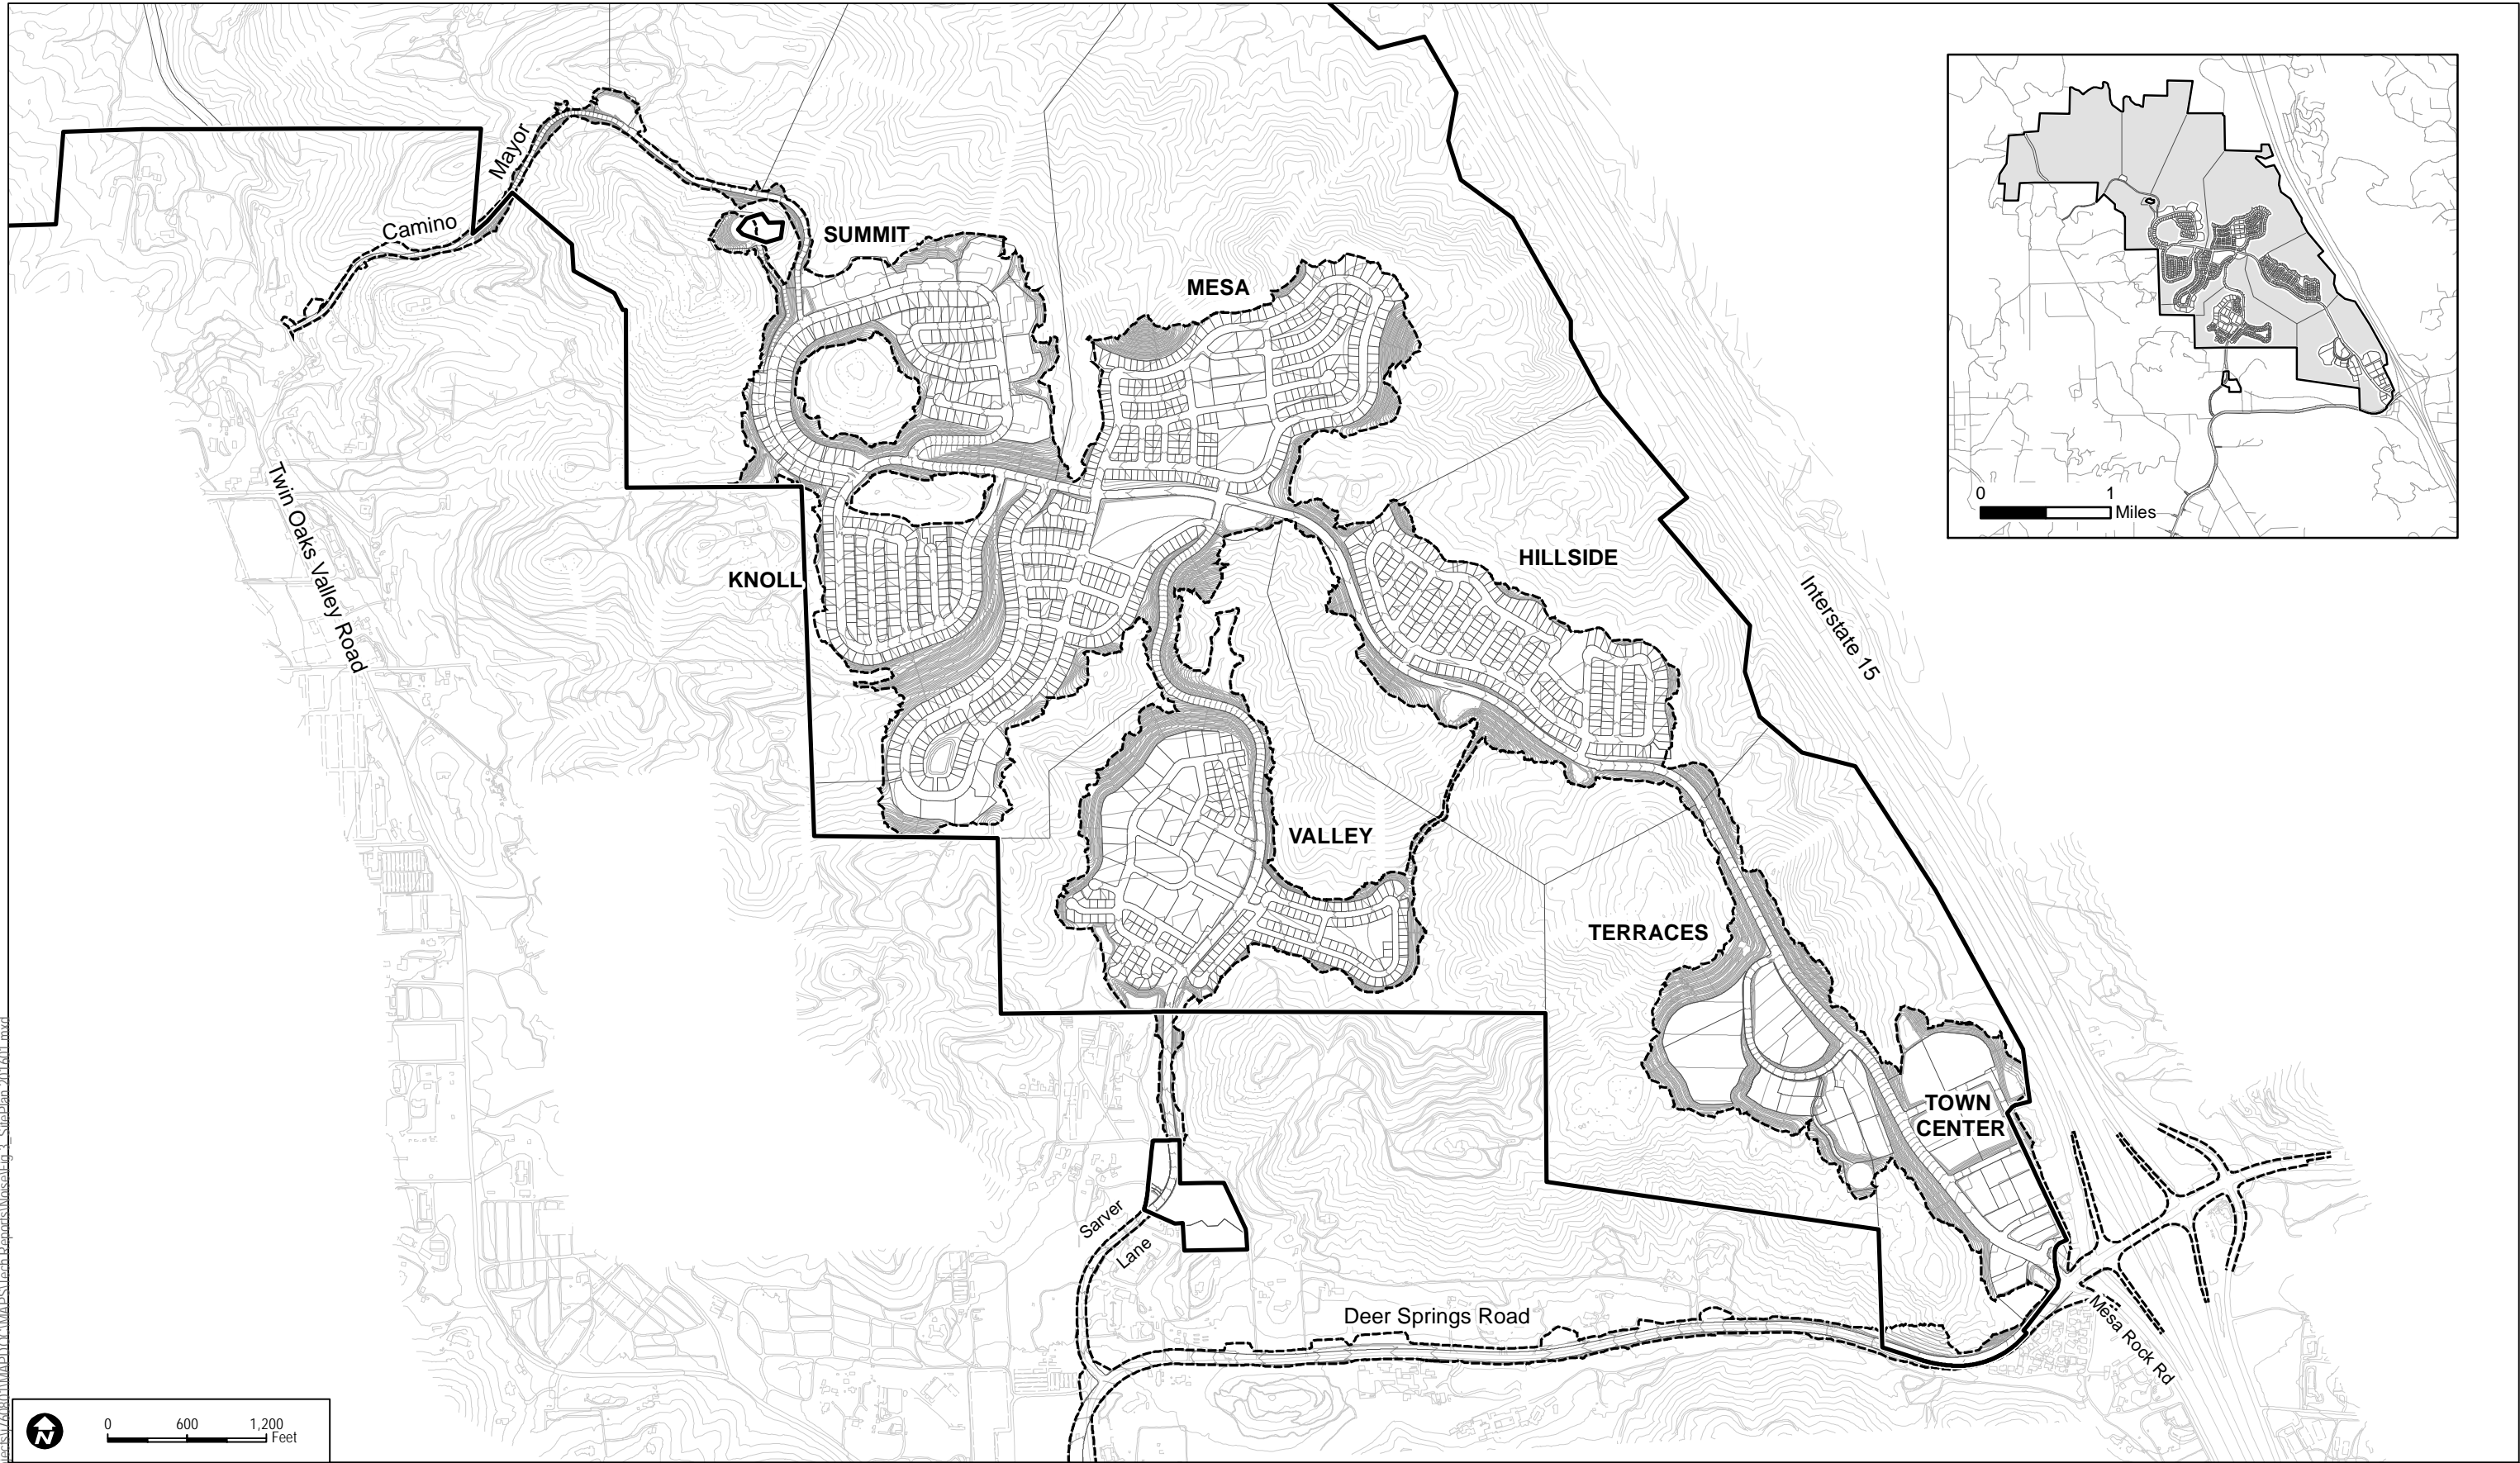 Mayor
Camino
SUMMIT
MESA
0 1
Miles
Twin Oaks Valley Road
KNOLL
HILLSIDE
Interstate 15
VALLEY
TERRACES
TOWN
CENTER
Sarver
Lane
Deer Springs Road
Mesa Rock Rd
N
0 600 1,200
Feet